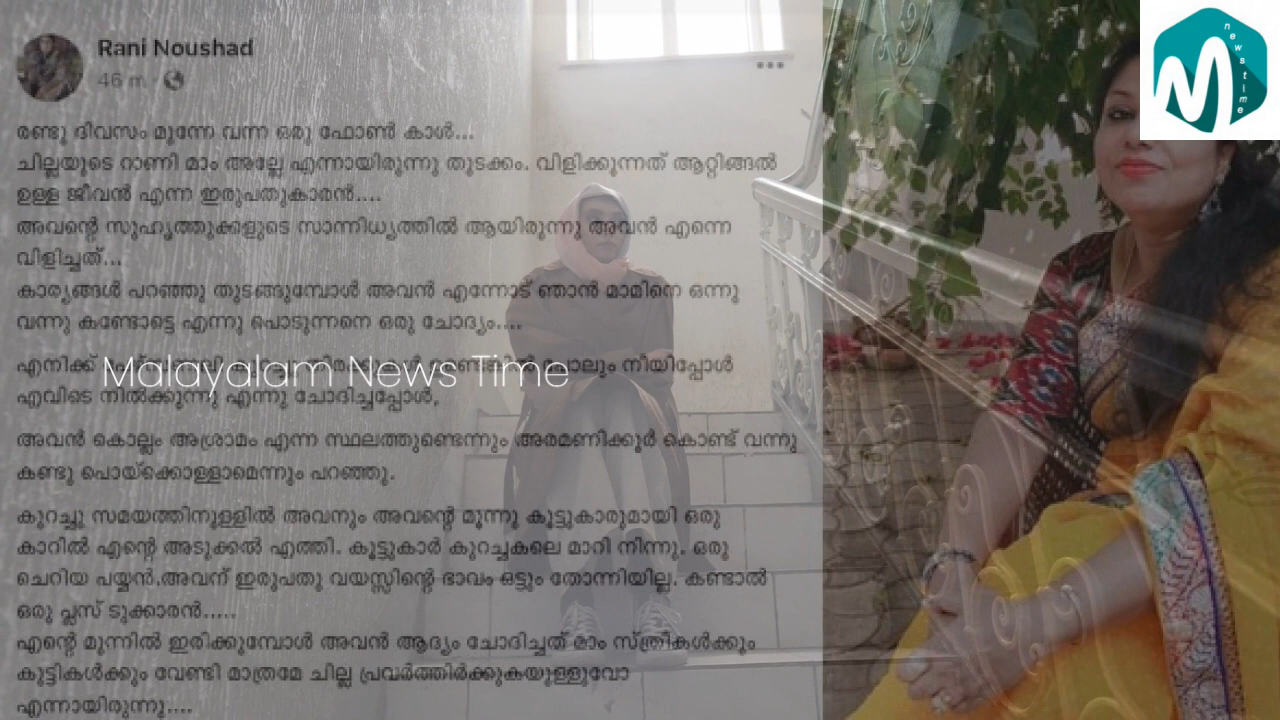 Rani Noushad
46 m
രണ്ടു ദിവസം മുന്നേ വന്ന ഒരു ഫോൺ കാൾ...
ചില്ലയുടെ റാണി മാം അല്ലേ എന്നായിരുന്നു തുടക്കം. വിളിക്കുന്നത് ആറ്റിങ്ങൽ
ഉള്ള ജീവൻ എന്ന ഇരുപതുകാരൻ....
അവന്റെ സുഹൃത്തുക്കളുടെ സാന്നിധ്യത്തിൽ ആയിരുന്നു അവൻ എന്നെ
വിളിച്ചത്...
കാര്യങ്ങൾ പറഞ്ഞു തുടങ്ങുമ്പോൾ അവൻ എന്നോട് ഞാൻ മാമിനെ ഒന്നു
വന്നു കണ്ടോട്ടെ എന്നു പൊടുന്നനെ ഒരു ചോദ്യം....
എനിക്ക് പോലും നീയിപ്പോൾ
Malayalam News Time
എവിടെ നിൽക്കുന്നു എന്നു ചോദിച്ചപ്പോൾ,
അവൻ കൊല്ലം അശ്രാമം എന്ന സ്ഥലത്തുണ്ടെന്നും അരമണിക്കൂർ കൊണ്ട് വന്നു
കണ്ടു പൊയ്ക്കൊള്ളാമെന്നും പറഞ്ഞു.
കുറച്ചു സമയത്തിനുള്ളിൽ അവനും അവന്റെ മൂന്നു കൂട്ടുകാരുമായി ഒരു
കാറിൽ എന്റെ അടുക്കൽ എത്തി. കൂട്ടുകാർ കുറച്ചകലെ മാറി നിന്നു. ഒരു
ചെറിയ പയ്യൻ.അവന് ഇരുപതു വയസ്സിന്റെ ഭാവം ഒട്ടും തോന്നിയില്ല. കണ്ടാൽ
ഒരു പ്ലസ് ടുക്കാരൻ.....
എന്റെ മുന്നിൽ ഇരിക്കുമ്പോൾ അവൻ ആദ്യം ചോദിച്ചത് മാം സ്ത്രീകൾക്കും
കുട്ടികൾക്കും വേണ്ടി മാത്രമേ ചില്ല പ്രവർത്തിർക്കുകയുള്ളുവോ
എന്നായിരുന്നു....
M newstime